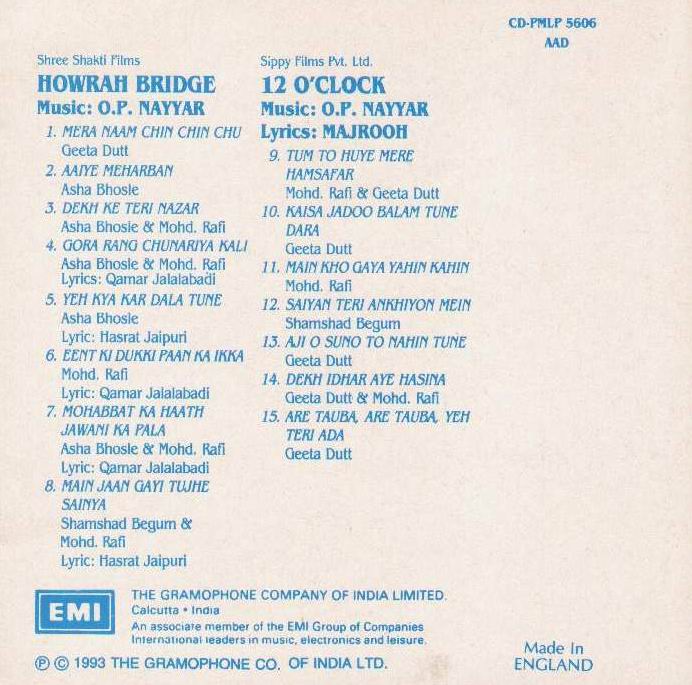 CD-PMLP 5606
AAD
Shree Shakti Films
HOWRAH BRIDGE
Music: O.P. NAYYAR
1. MERA NAAM CHIN CHIN CHU
Geeta Dutt
2. AAIYE MEHARBAN
Asha Bhosle
3. DEKH KE TERI NAZAR
Asha Bhosle & Mohd. Rafi
4. GORA RANG CHUNARIYA KALI
Asha Bhosle & Mohd. Rafi
Lyrics: Qamar Jalalabadi
5. YEH KYA KAR DALA TUNE
Asha Bhosle
Lyric: Hasrat Jaipuri
6. EENT KI DUKKI PAAN KA IKKA
Mohd. Rafi
Lyric: Qamar Jalalabadi
7. MOHABBAT KA HAATH
JAWANI KA PALA
Asha Bhosle & Mohd. Rafi
Lyric: Qamar Jalalabadi
8. MAIN JAAN GAYI TUJHE
SAINYA
Shamshad Begum &
Mohd. Rafi
Lyric: Hasrat Jaipuri
Sippy Films Pvt. Ltd.
12 O'CLOCK
Music: O.P. NAYYAR
Lyrics: MAJROOH
9. TUM TO HUYE MERE
HAMSAFAR
Mohd. Rafi & Geeta Dutt
10. KAISA JADOO BALAM TUNE
DARA
Geeta Dutt
11. MAIN KHO GAYA YAHIN KAHIN
Mohd. Rafi
12. SAIYAN TERI ANKHIYON MEIN
Shamshad Begum
13. AJI O SUNO TO NAHIN TUNE
Geeta Dutt
14. DEKH IDHAR AYE HASINA
Geeta Dutt & Mohd. Rafi
15. ARE TAUBA, ARE TAUBA, YEH
TERI ADA
Geeta Dutt
EMI
THE GRAMOPHONE COMPANY OF INDIA LIMITED.
Calcutta • India
An associate member of the EMI Group of Companies
International leaders in music, electronics and leisure.
℗ © 1993 THE GRAMOPHONE CO. OF INDIA LTD.
Made In
ENGLAND